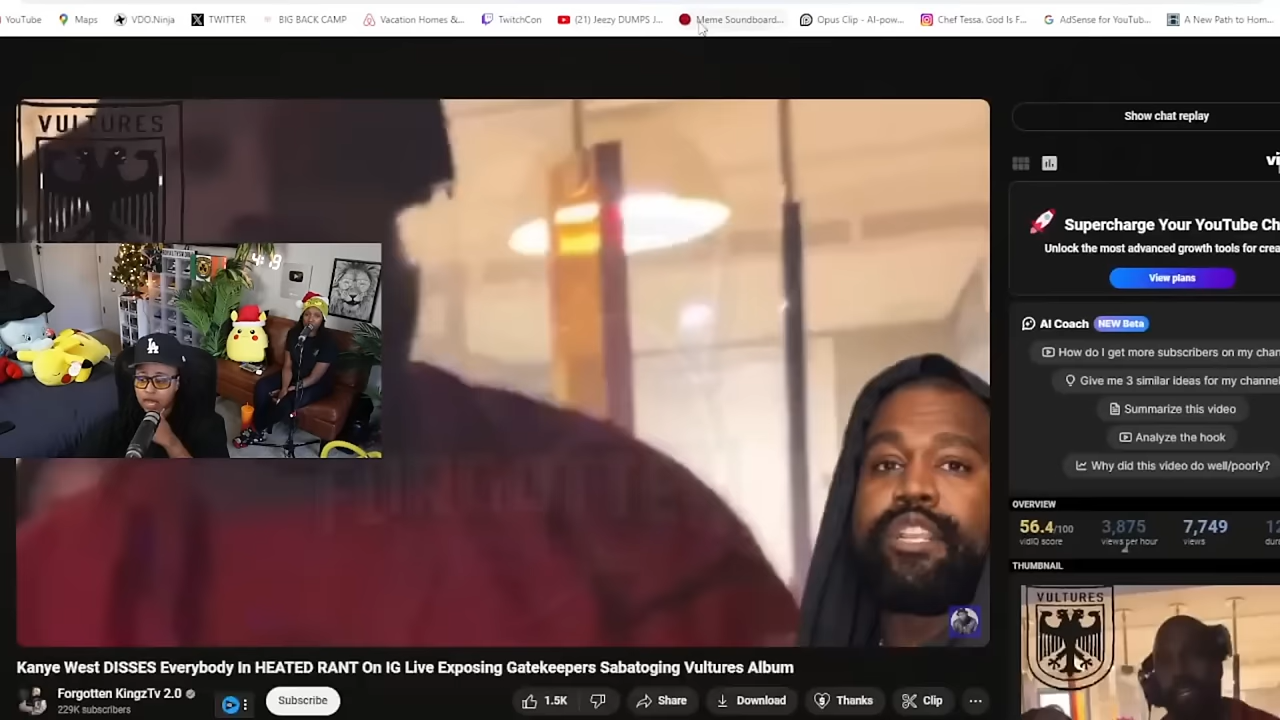 YouTube
Maps
VDO.Ninja
TWITTER
BIG BACK CAMP
Vacation Homes &...
TwitchCon
(21) Jeezy DUMPS J...
Meme Soundboard...
Opus Clip - AI-pow...
Chef Tessa. God Is F...
AdSense for YouTub...
A New Path to Hom...
VULTURES
4:19
LA
Show chat replay
vi
Supercharge Your YouTube Ch
Unlock the most advanced growth tools for crea
View plans
AI Coach NEW Beta
How do I get more subscribers on my chan
Give me 3 similar ideas for my channel
Summarize this video
Analyze the hook
Why did this video do well/poorly?
OVERVIEW
56.4/100 3,875 7,749 12
vidIQ score views per hour views dur
THUMBNAIL
VULTURES
Kanye West DISSES Everybody In HEATED RANT On IG Live Exposing Gatekeepers Sabatoging Vultures Album
Forgotten KingzTv 2.0
229K subscribers
Subscribe
1.5K
Share
Download
Thanks
Clip